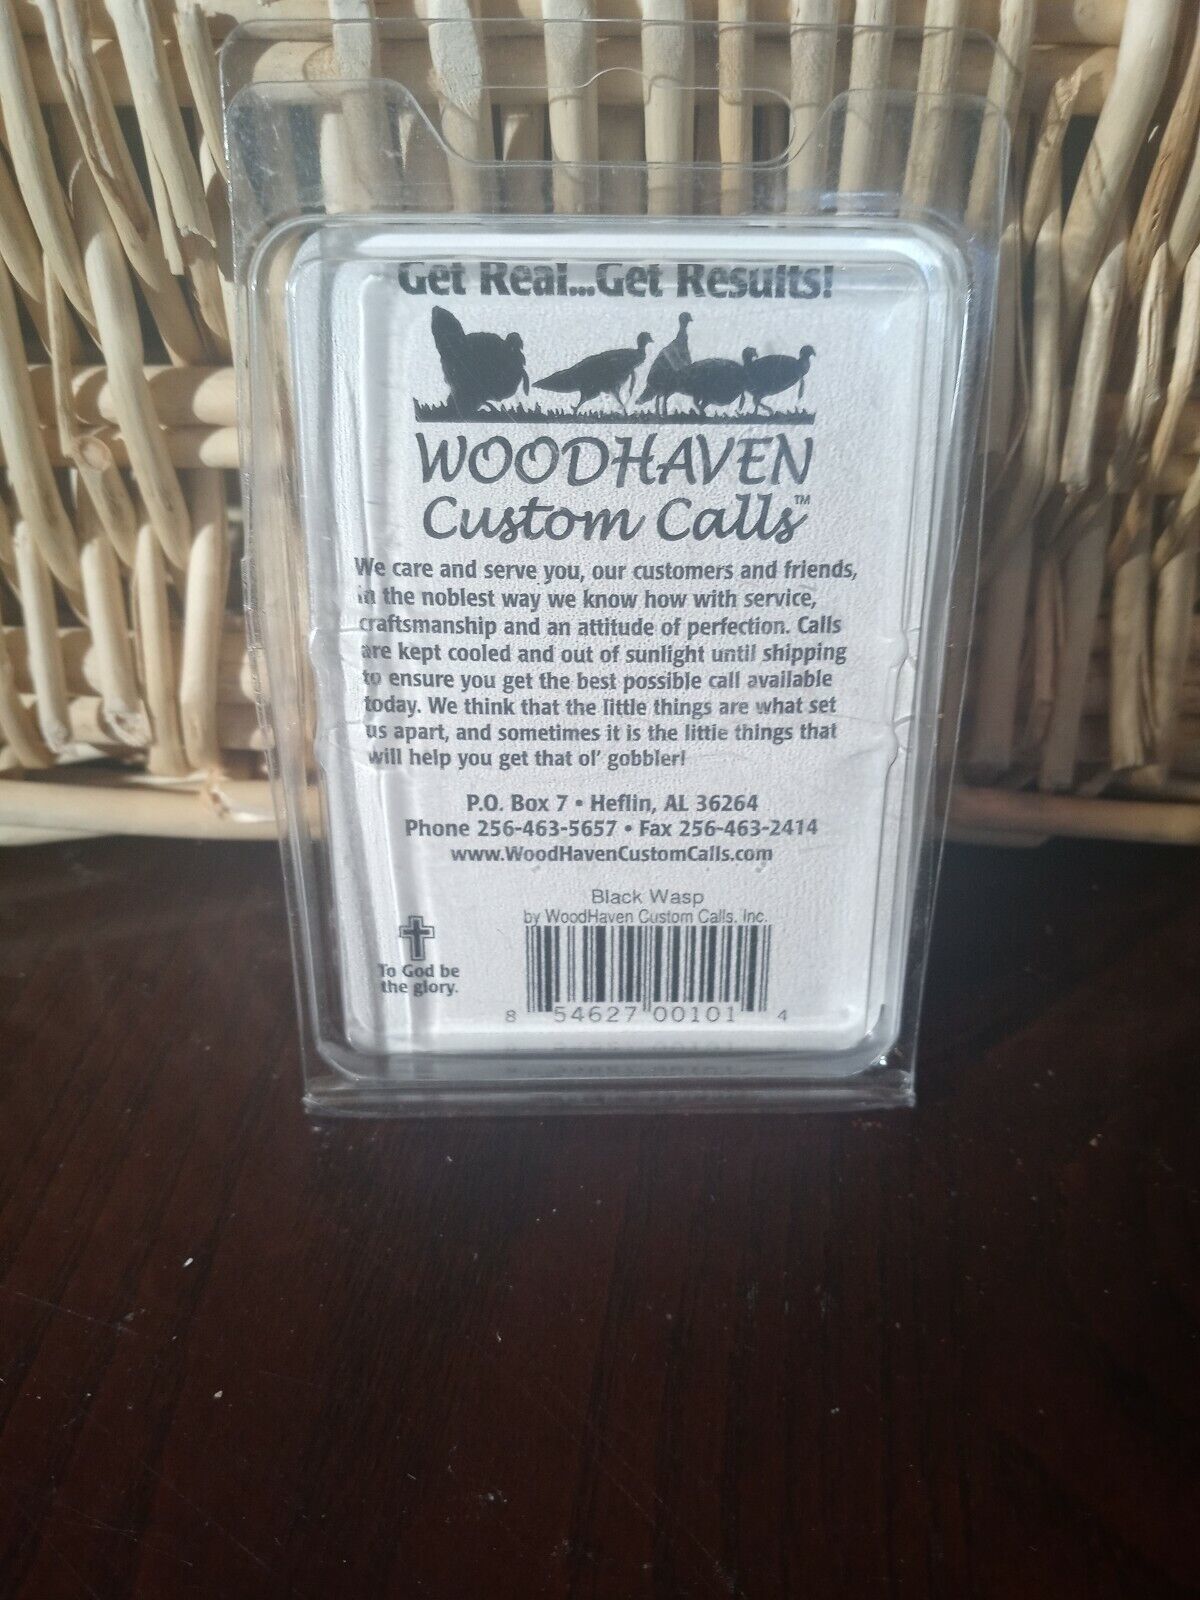 Get Real...Get Results!
WOODHAVEN
Custom Calls™
We care and serve you, our customers and friends,
in the noblest way we know how with service,
craftsmanship and an attitude of perfection. Calls
are kept cooled and out of sunlight until shipping
to ensure you get the best possible call available
today. We think that the little things are what set
us apart, and sometimes it is the little things that
will help you get that ol' gobbler!
P.O. Box 7 • Heflin, AL 36264
Phone 256-463-5657 • Fax 256-463-2414
www.WoodHavenCustomCalls.com
Black Wasp
by WoodHaven Custom Calls, Inc.
To God be
the glory.
8 54627 00101 4